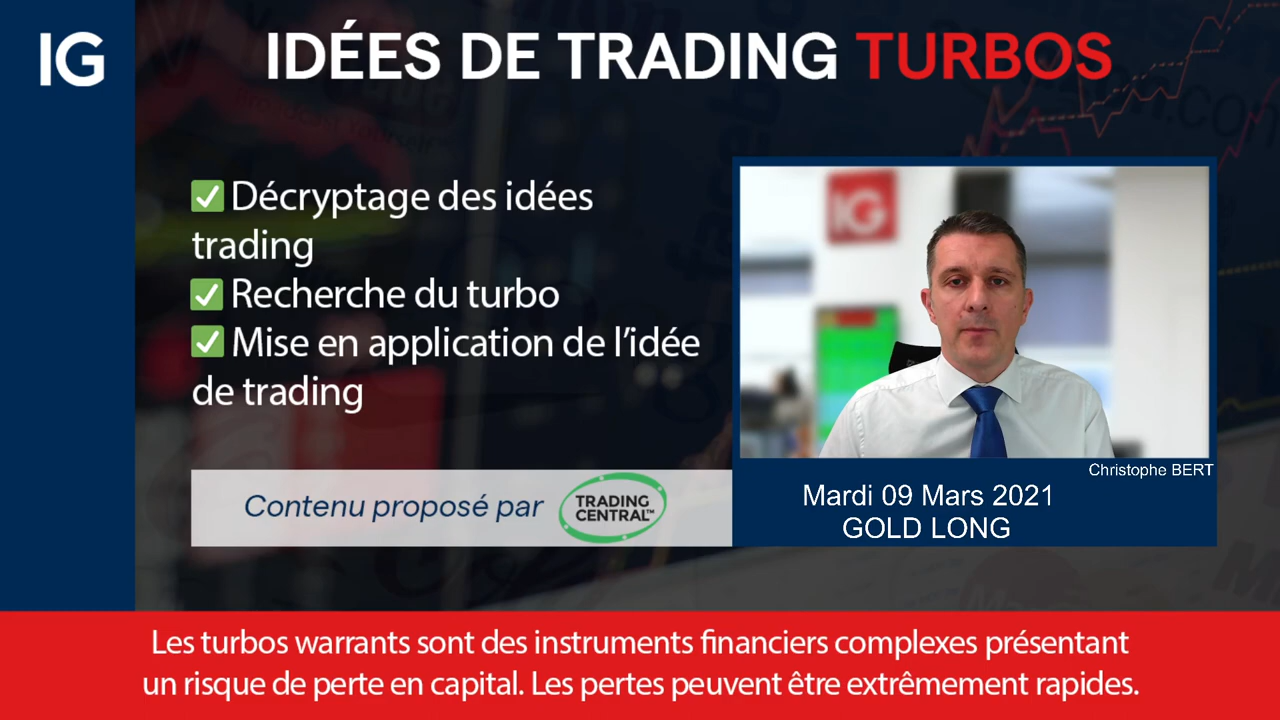 IG
IDÉES DE TRADING TURBOS
✅ Décryptage des idées
trading
✅ Recherche du turbo
✅ Mise en application de l’idée
de trading
IG
Contenu proposé par
TRADING
CENTRAL™
Christophe BERT
Mardi 09 Mars 2021
GOLD LONG
Les turbos warrants sont des instruments financiers complexes présentant
un risque de perte en capital. Les pertes peuvent être extrêmement rapides.